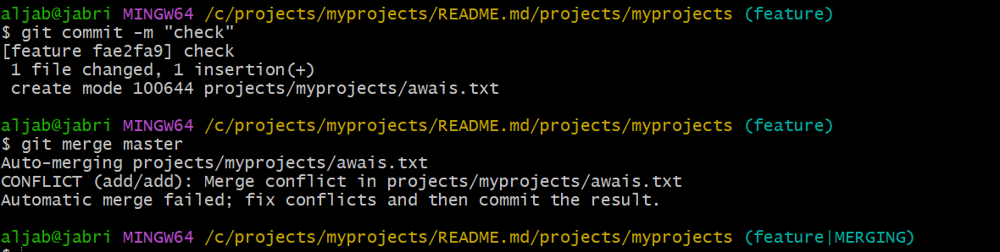 aljab@jabri MINGW64 /c/projects/myprojects/README.md/projects/myprojects (feature)
$ git commit -m "check"
[feature fae2fa9] check
 1 file changed, 1 insertion(+)
 create mode 100644 projects/myprojects/awais.txt

aljab@jabri MINGW64 /c/projects/myprojects/README.md/projects/myprojects (feature)
$ git merge master
Auto-merging projects/myprojects/awais.txt
CONFLICT (add/add): Merge conflict in projects/myprojects/awais.txt
Automatic merge failed; fix conflicts and then commit the result.

aljab@jabri MINGW64 /c/projects/myprojects/README.md/projects/myprojects (feature|MERGING)
$